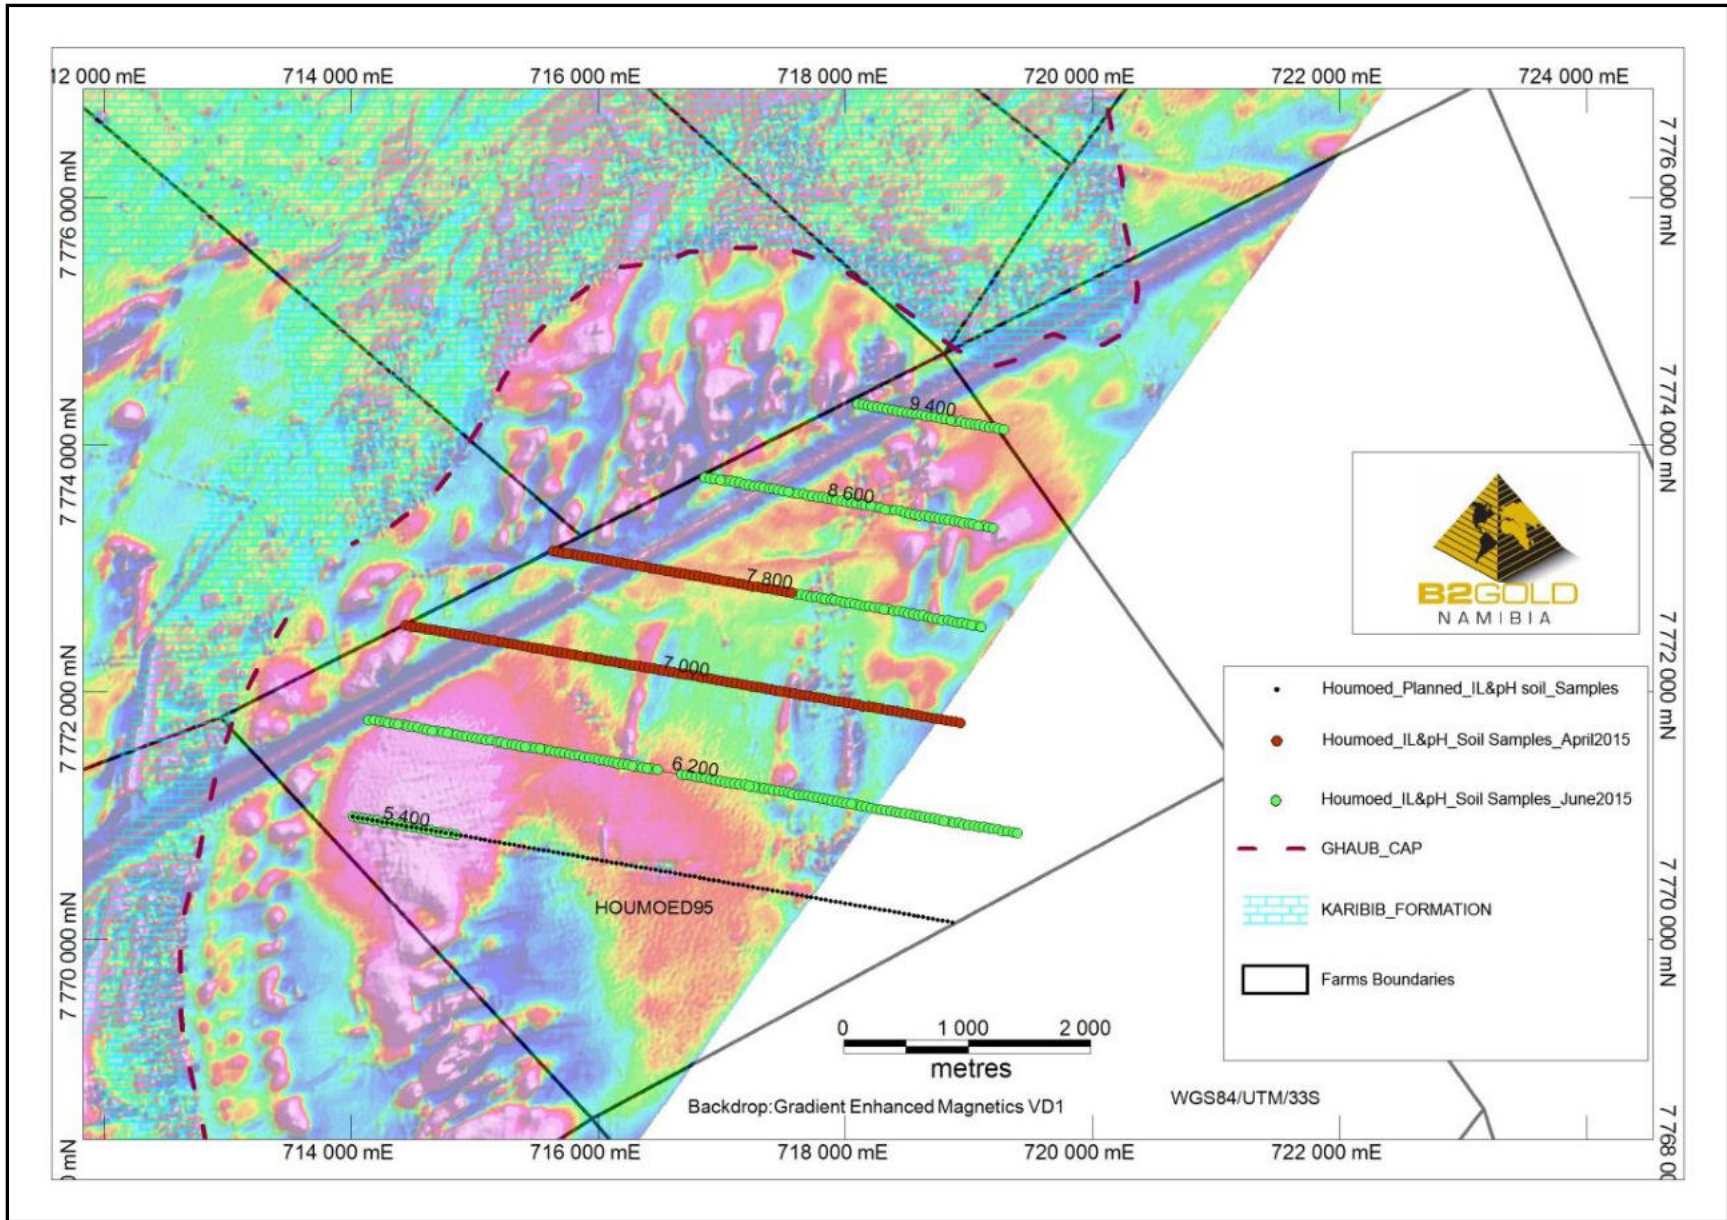 12 000 mE 714 000 mE 716 000 mE 718 000 mE 720 000 mE 722 000 mE 724 000 mE
7 776 000 mN
7 774 000 mN
7 772 000 mN
7 770 000 mN
0 mN
7 776 000 mN
7 774 000 mN
7 772 000 mN
7 770 000 mN
7 768 00
9 400
8 600
7 800
7 000
6 200
5 400
HOUMOED95
B2GOLD
NAMIBIA
Houmoed_Planned_IL&pH soil_Samples
Houmoed_IL&pH_Soil Samples_April2015
Houmoed_IL&pH_Soil Samples_June2015
GHAUB_CAP
KARIBIB_FORMATION
Farms Boundaries
0 1 000 2 000
metres
Backdrop:Gradient Enhanced Magnetics VD1
WGS84/UTM/33S
714 000 mE 716 000 mE 718 000 mE 720 000 mE 722 000 mE